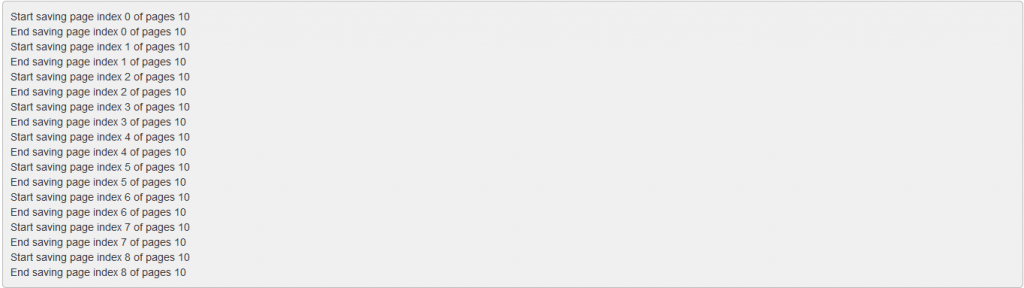 Start saving page index 0 of pages 10
End saving page index 0 of pages 10
Start saving page index 1 of pages 10
End saving page index 1 of pages 10
Start saving page index 2 of pages 10
End saving page index 2 of pages 10
Start saving page index 3 of pages 10
End saving page index 3 of pages 10
Start saving page index 4 of pages 10
End saving page index 4 of pages 10
Start saving page index 5 of pages 10
End saving page index 5 of pages 10
Start saving page index 6 of pages 10
End saving page index 6 of pages 10
Start saving page index 7 of pages 10
End saving page index 7 of pages 10
Start saving page index 8 of pages 10
End saving page index 8 of pages 10